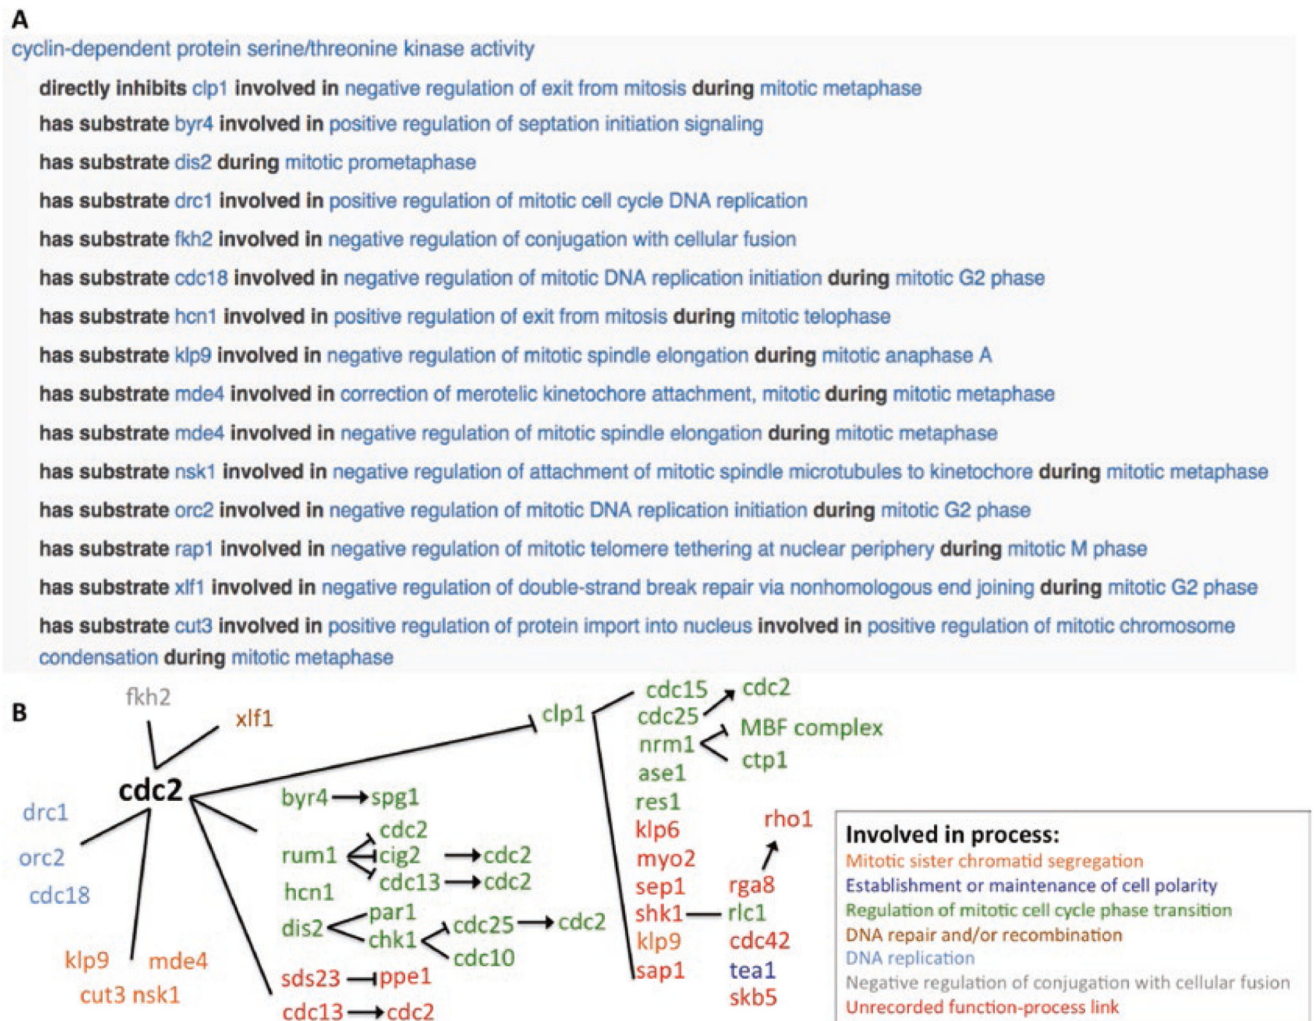 A
cyclin-dependent protein serine/threonine kinase activity
directly inhibits clp1 involved in negative regulation of exit from mitosis during mitotic metaphase
has substrate byr4 involved in positive regulation of septation initiation signaling
has substrate dis2 during mitotic prometaphase
has substrate drc1 involved in positive regulation of mitotic cell cycle DNA replication
has substrate fkh2 involved in negative regulation of conjugation with cellular fusion
has substrate cdc18 involved in negative regulation of mitotic DNA replication initiation during mitotic G2 phase
has substrate hcn1 involved in positive regulation of exit from mitosis during mitotic telophase
has substrate klp9 involved in negative regulation of mitotic spindle elongation during mitotic anaphase A
has substrate mde4 involved in correction of merotelic kinetochore attachment, mitotic during mitotic metaphase
has substrate mde4 involved in negative regulation of mitotic spindle elongation during mitotic metaphase
has substrate nsk1 involved in negative regulation of attachment of mitotic spindle microtubules to kinetochore during mitotic metaphase
has substrate orc2 involved in negative regulation of mitotic DNA replication initiation during mitotic G2 phase
has substrate rap1 involved in negative regulation of mitotic telomere tethering at nuclear periphery during mitotic M phase
has substrate xlf1 involved in negative regulation of double-strand break repair via nonhomologous end joining during mitotic G2 phase
has substrate cut3 involved in positive regulation of protein import into nucleus involved in positive regulation of mitotic chromosome
condensation during mitotic metaphase
B
fkh2
xlf1
cdc2
drc1
orc2
cdc18
klp9 mde4
cut3 nsk1
byr4 spg1
cdc2
rum1 cig2 cdc2
cdc13 cdc2
hcn1
dis2 par1
chk1 cdc25 cdc2
cdc10
sds23 ppe1
cdc13 cdc2
clp1
cdc15 cdc2
cdc25
nrm1 MBF complex
ctp1
ase1
res1
klp6
myo2
sep1
shk1
klp9
sap1
rho1
rga8
rlc1
cdc42
tea1
skb5
Involved in process:
Mitotic sister chromatid segregation
Establishment or maintenance of cell polarity
Regulation of mitotic cell cycle phase transition
DNA repair and/or recombination
DNA replication
Negative regulation of conjugation with cellular fusion
Unrecorded function-process link